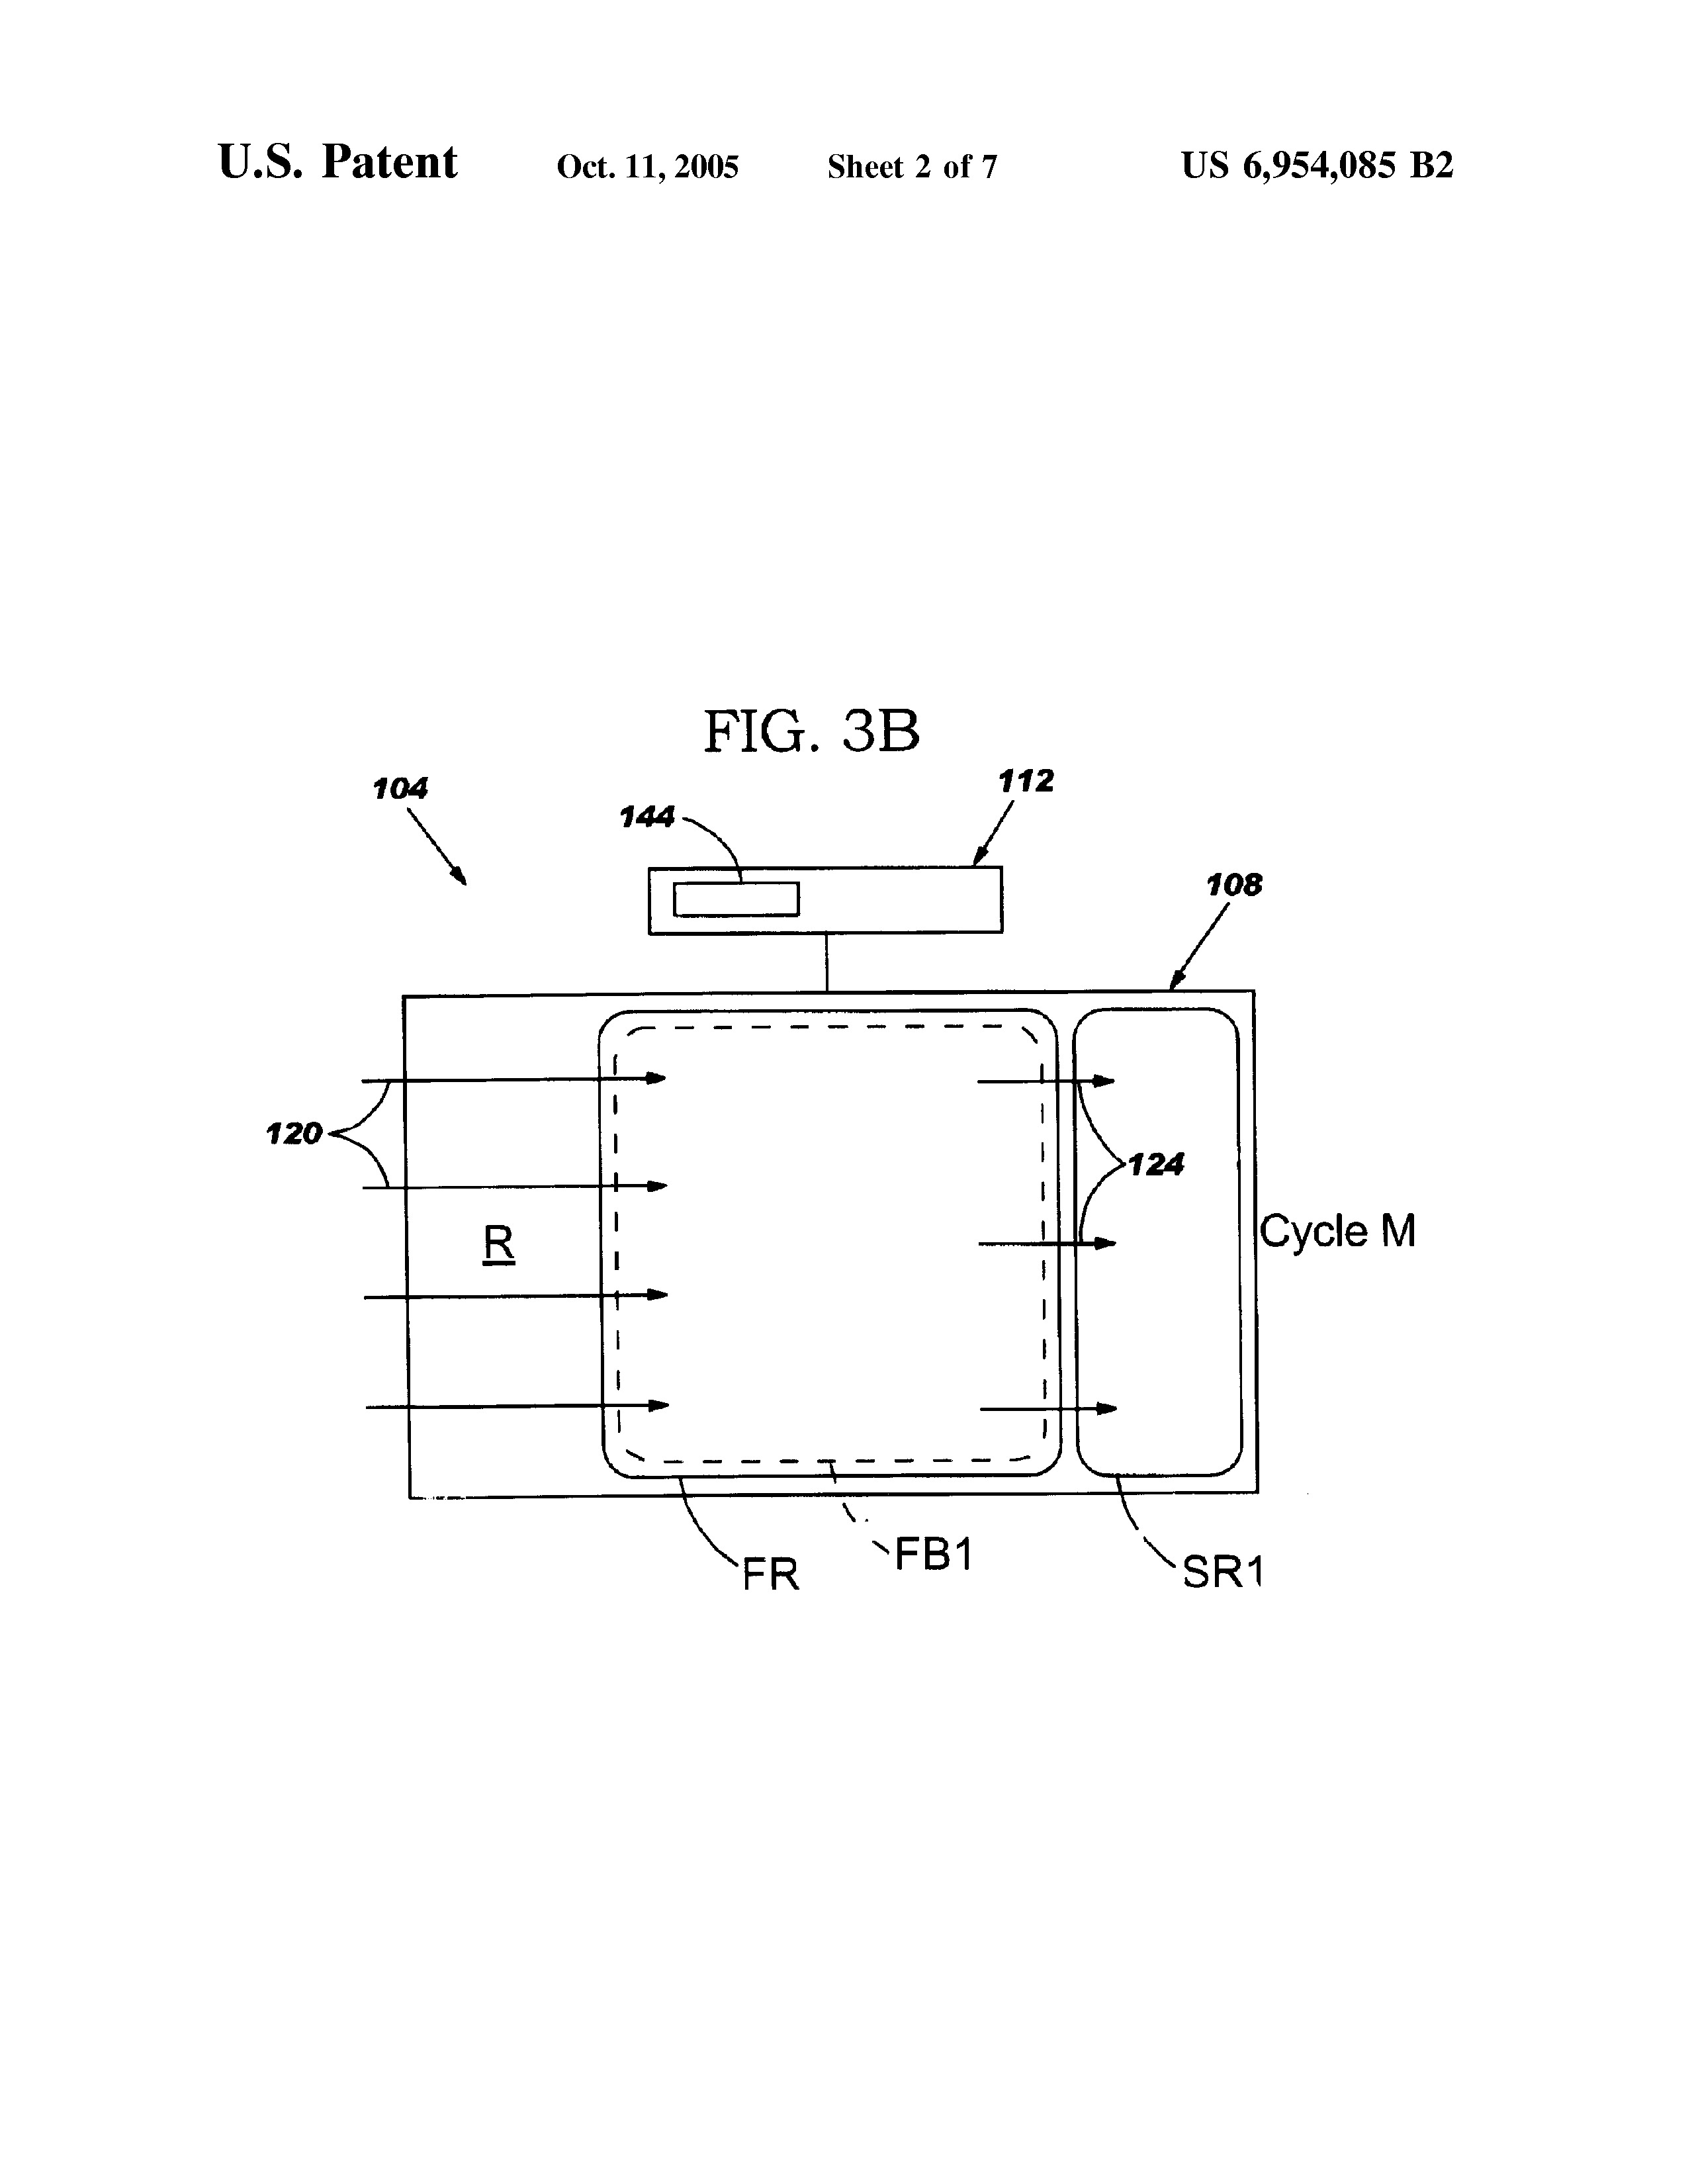 U.S. Patent Oct. 11, 2005 Sheet 2 of 7 US 6,954,085 B2
FIG. 3B
104
112
144
108
120
124
R
Cycle M
FB1
FR
SR1